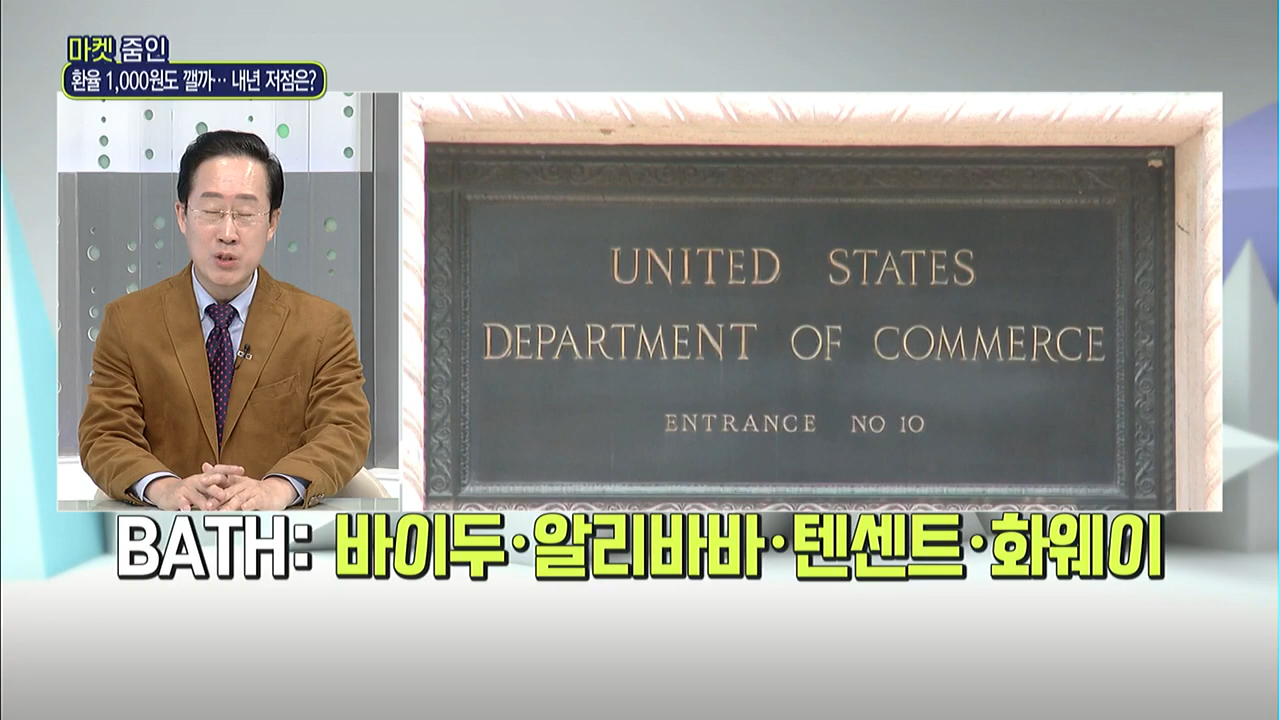 마켓 줌인
환율 1,000원도 깰까… 내년 저점은?
UNITED STATES
DEPARTMENT OF COMMERCE
ENTRANCE NO 10
BATH: 바이두·알리바바·텐센트·화웨이